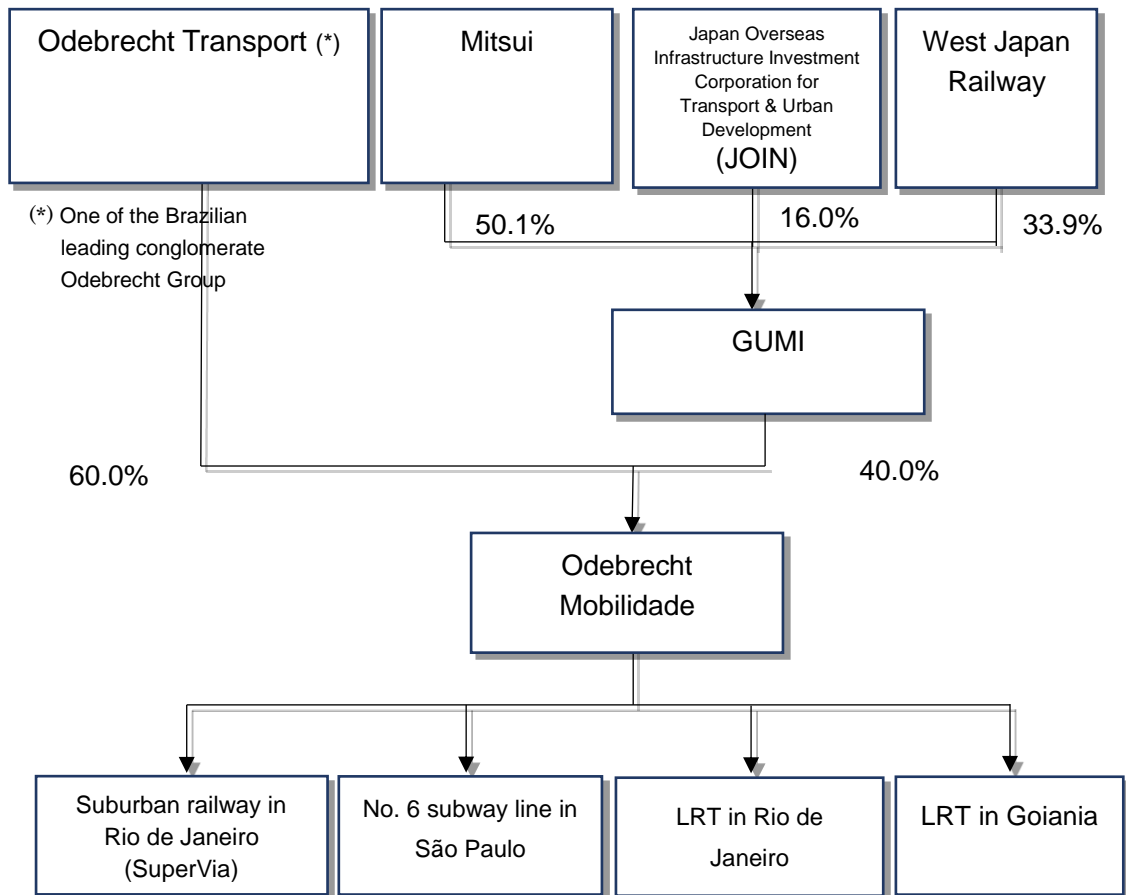 Odebrecht Transport (*)
Mitsui
Japan Overseas
Infrastructure Investment
Corporation for
Transport & Urban
Development
(JOIN)
West Japan
Railway
(*) One of the Brazilian
leading conglomerate
Odebrecht Group
50.1%
16.0%
33.9%
GUMI
60.0%
40.0%
Odebrecht
Mobilidade
Suburban railway in
Rio de Janeiro
(SuperVia)
No. 6 subway line in
São Paulo
LRT in Rio de
Janeiro
LRT in Goiania